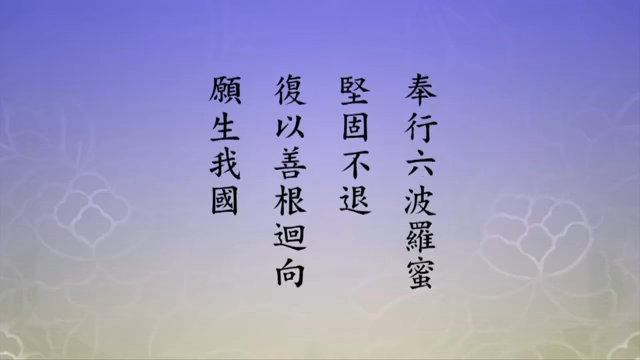 奉行六波羅蜜
堅固不退
復以善根迴向
願生我國